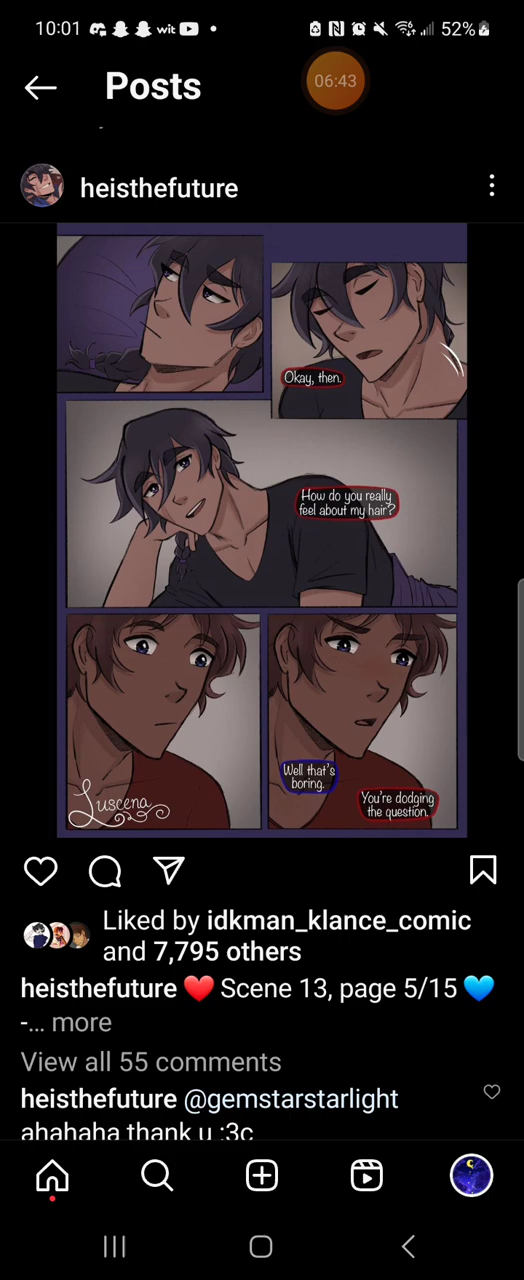 10:01
wit
52%
Posts
06:43
heisthefuture
Okay, then.
How do you really
feel about my hair?
Well that's
boring.
You're dodging
the question.
Luscena
Liked by idkman_klance_comic
and 7,795 others
heisthefuture ❤️ Scene 13, page 5/15 💙
-... more
View all 55 comments
heisthefuture @gemstarstarlight
ahahaha thank u :3c